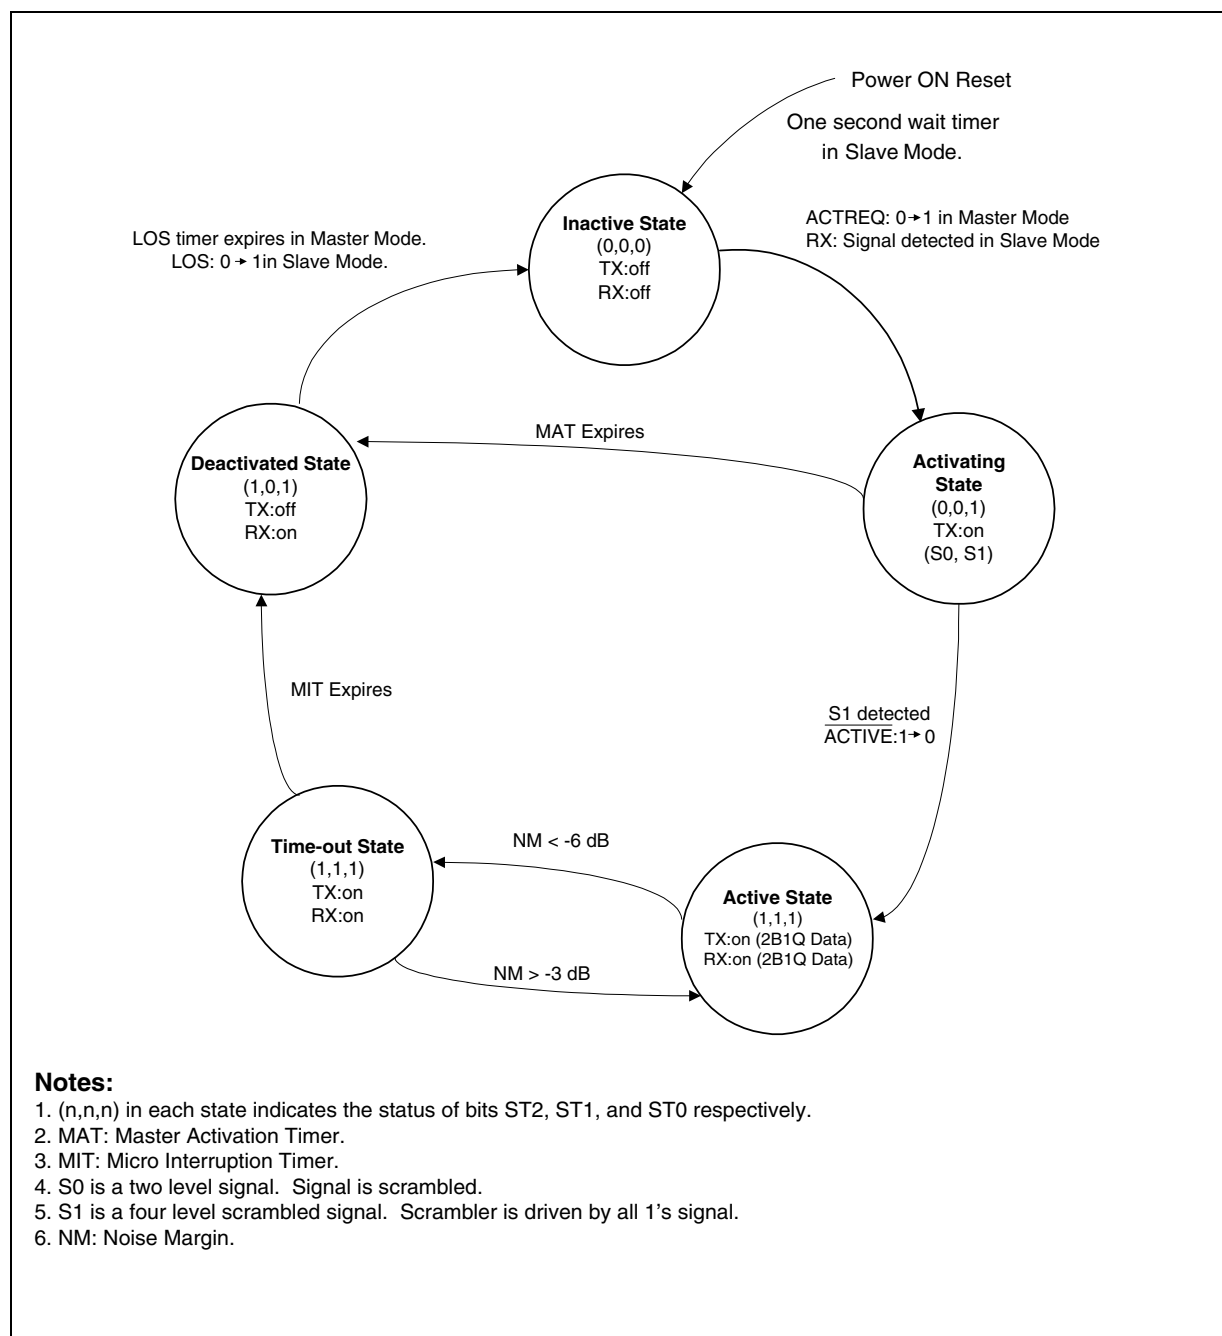 Power ON Reset
One second wait timer
in Slave Mode.
ACTREQ: 0→1 in Master Mode
RX: Signal detected in Slave Mode
Inactive State
(0,0,0)
TX:off
RX:off
LOS timer expires in Master Mode.
LOS: 0 → 1in Slave Mode.
MAT Expires
Deactivated State
(1,0,1)
TX:off
RX:on
Activating
State
(0,0,1)
TX:on
(S0, S1)
MIT Expires
S1 detected
ACTIVE:1→ 0
Time-out State
(1,1,1)
TX:on
RX:on
NM < -6 dB
Active State
(1,1,1)
TX:on (2B1Q Data)
RX:on (2B1Q Data)
NM > -3 dB
Notes:
1. (n,n,n) in each state indicates the status of bits ST2, ST1, and ST0 respectively.
2. MAT: Master Activation Timer.
3. MIT: Micro Interruption Timer.
4. S0 is a two level signal.  Signal is scrambled.
5. S1 is a four level scrambled signal.  Scrambler is driven by all 1's signal.
6. NM: Noise Margin.